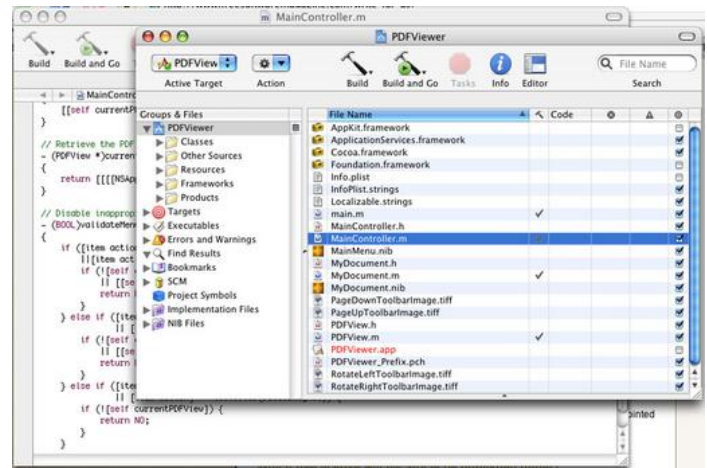 MainController.m
Build Build and Go
MainContro
[[self currentP
}
// Retrieve the PDF
- (PDFView *)curren
{
return [[[[NSAp
}
// Disable inapprop
- (BOOL)validateMen
{
if ([item actio
||[item act
if (![self
|| [[se
return
}
} else if ([ite
|| [
if (![self
|| [[se
return
}
} else if ([ite
|| [
if (![self currentPDFView]) {
return NO;
}
}
PDFViewer
PDFView
Active Target Action Build Build and Go Tasks Info Editor
File Name
Search
Groups & Files
PDFViewer
Classes
Other Sources
Resources
Frameworks
Products
Targets
Executables
Errors and Warnings
Find Results
Bookmarks
SCM
Project Symbols
Implementation Files
NIB Files
File Name Code
AppKit.framework
ApplicationServices.framework
Cocoa.framework
Foundation.framework
Info.plist
InfoPlist.strings
Localizable.strings
main.m
MainController.h
MainController.m
MainMenu.nib
MyDocument.h
MyDocument.m
MyDocument.nib
PageDownToolbarImage.tiff
PageUpToolbarImage.tiff
PDFView.h
PDFView.m
PDFViewer.app
PDFViewer_Prefix.pch
RotateLeftToolbarImage.tiff
RotateRightToolbarImage.tiff
ointed